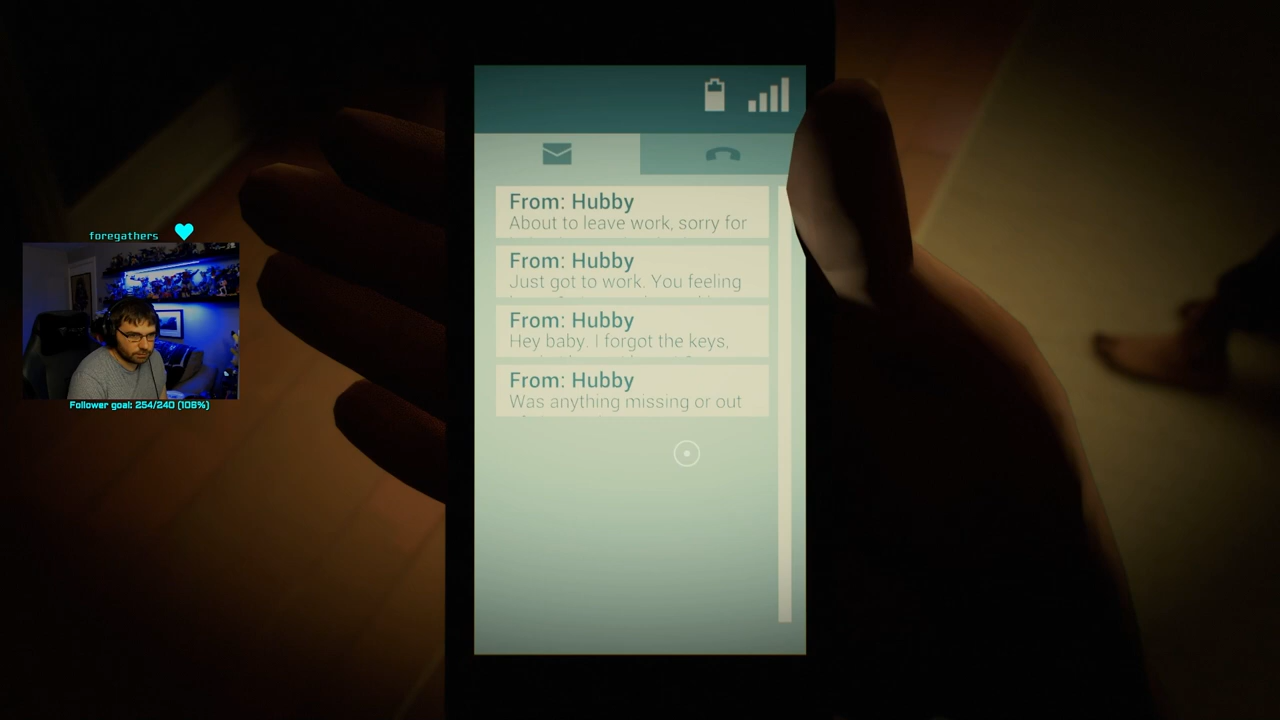 foregathers
Follower goal: 254/240 (106%)
From: Hubby
About to leave work, sorry for
From: Hubby
Just got to work. You feeling
From: Hubby
Hey baby. I forgot the keys,
From: Hubby
Was anything missing or out